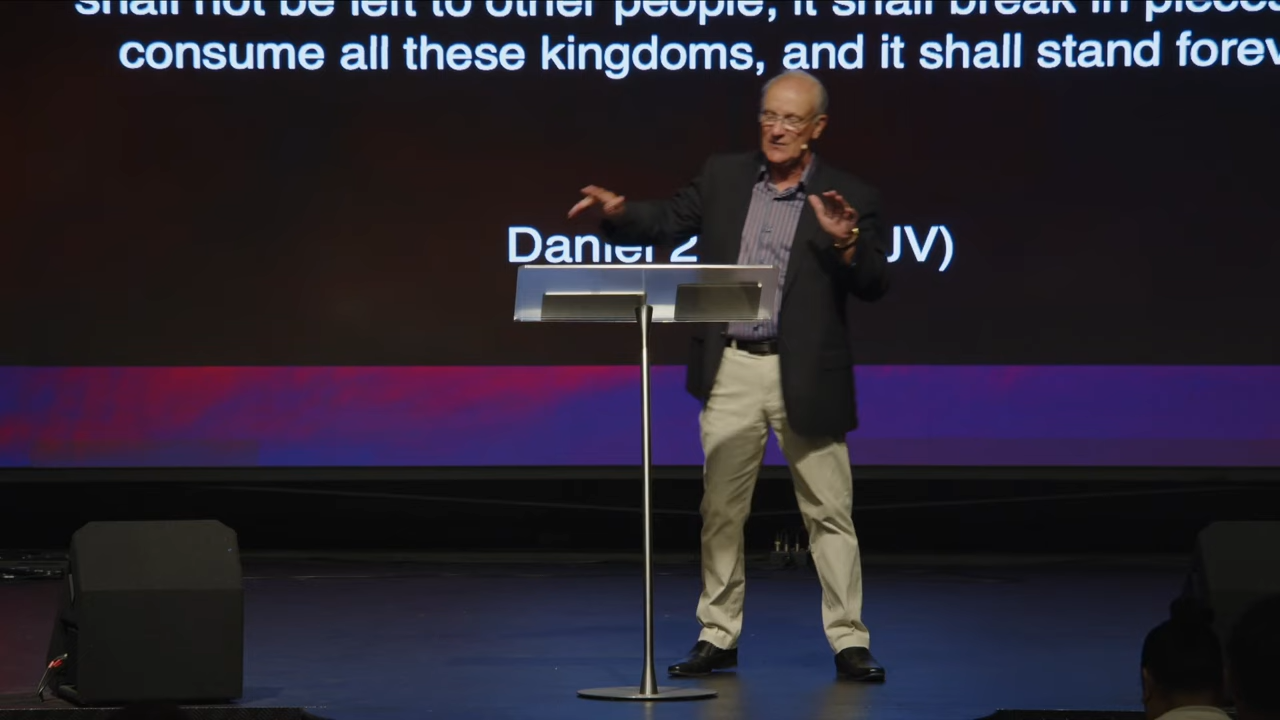 shall not be left to other people, it shall break in pieces
consume all these kingdoms, and it shall stand forev
Daniel 2 JV)